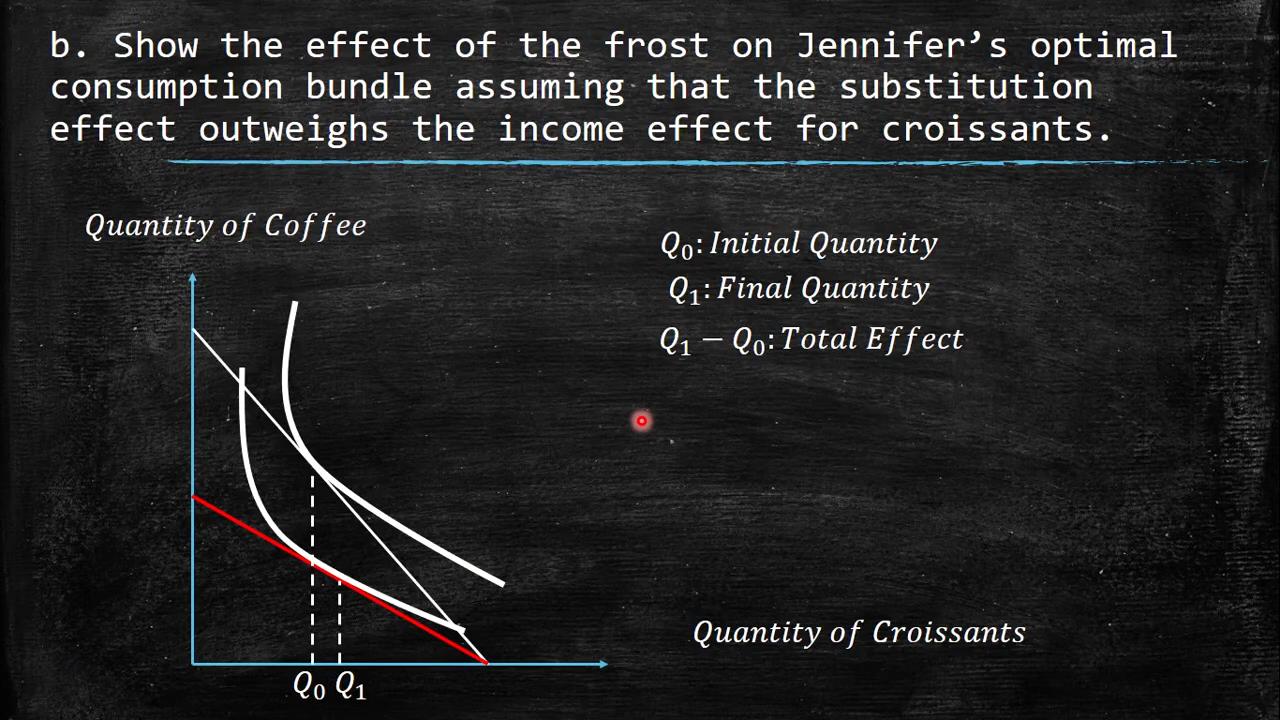 b. Show the effect of the frost on Jennifer’s optimal
consumption bundle assuming that the substitution
effect outweighs the income effect for croissants.
Quantity of Coffee
Q₀: Initial Quantity
Q₁: Final Quantity
Q₁ − Q₀: Total Effect
Quantity of Croissants
Q₀ Q₁